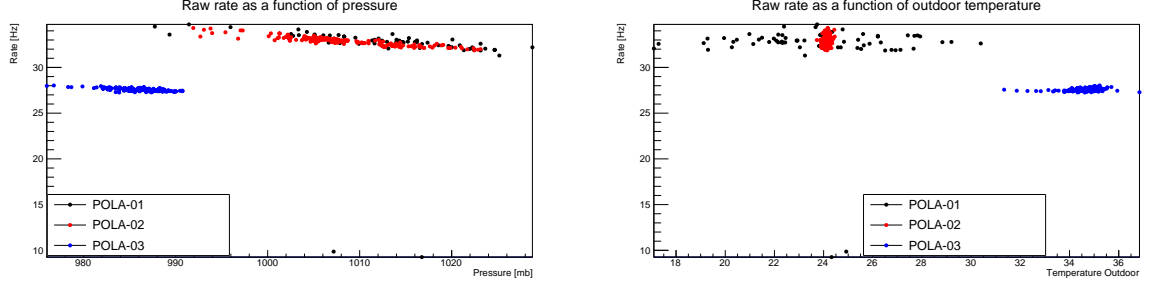 Raw rate as a function of pressure
Rate [Hz]
30
25
20
15
10
POLA-01
POLA-02
POLA-03
980
990
1000
1010
1020
Pressure [mb]
Raw rate as a function of outdoor temperature
Rate [Hz]
30
25
20
15
10
POLA-01
POLA-02
POLA-03
18
20
22
24
26
28
30
32
34
36
Temperature Outdoor